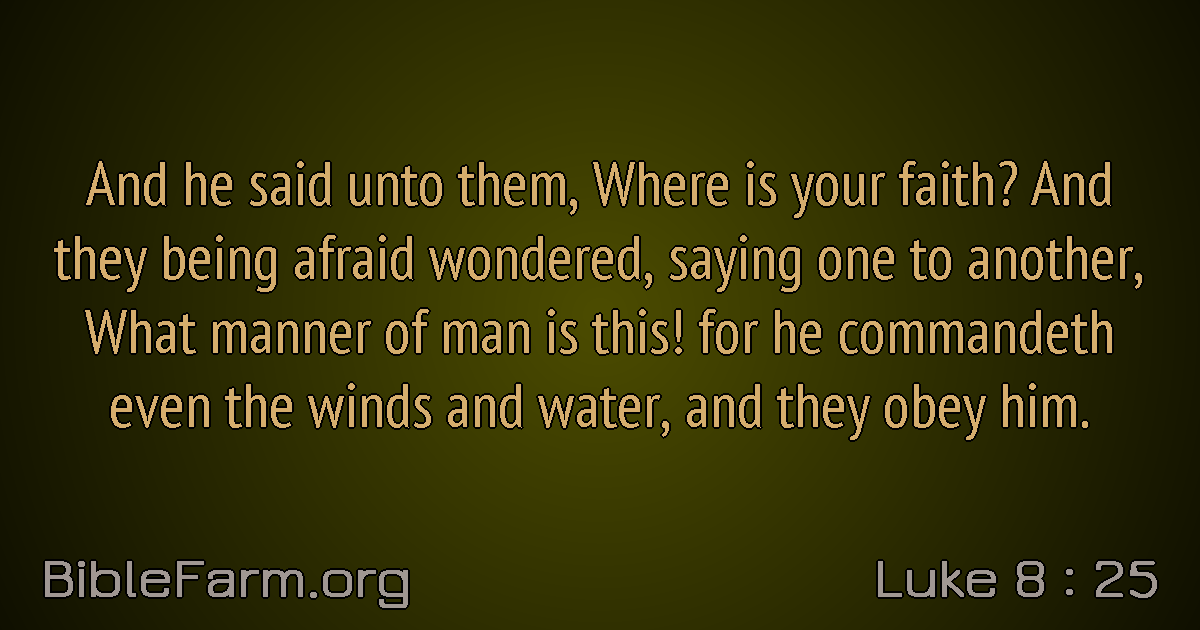 And he said unto them, Where is your faith? And
they being afraid wondered, saying one to another,
What manner of man is this! for he commandeth
even the winds and water, and they obey him.
BibleFarm.org
Luke 8 : 25